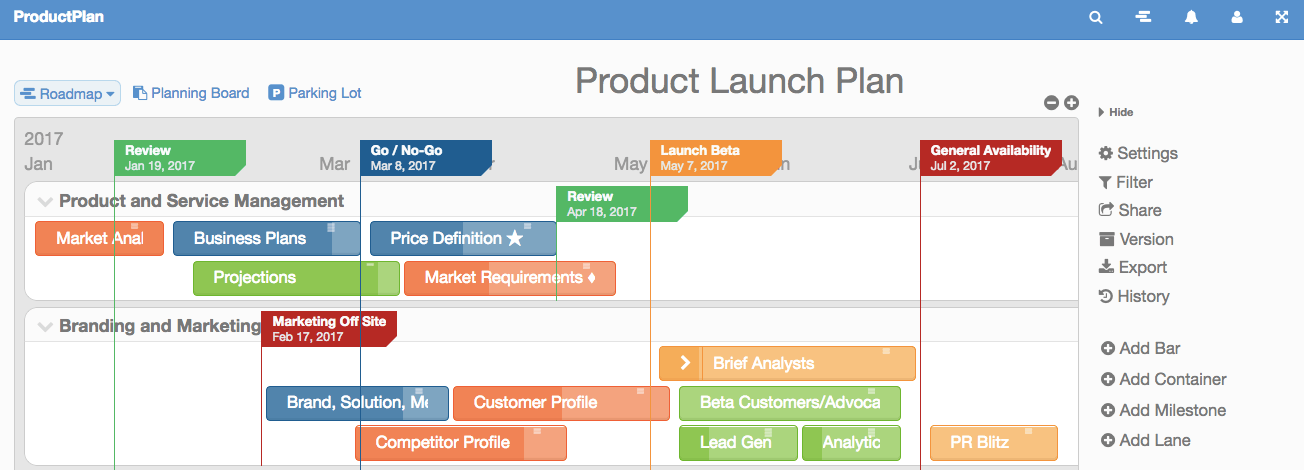 ProductPlan
Product Launch Plan
Roadmap
Planning Board
Parking Lot
Hide
2017
Jan
Mar
May
Review
Jan 19, 2017
Go / No-Go
Mar 8, 2017
Launch Beta
May 7, 2017
General Availability
Jul 2, 2017
Product and Service Management
Review
Apr 18, 2017
Market Anal
Business Plans
Price Definition
Projections
Market Requirements
Branding and Marketing
Marketing Off Site
Feb 17, 2017
Brief Analysts
Brand, Solution, Me
Customer Profile
Beta Customers/Advoca
Competitor Profile
Lead Gen
Analytic
PR Blitz
Settings
Filter
Share
Version
Export
History
Add Bar
Add Container
Add Milestone
Add Lane